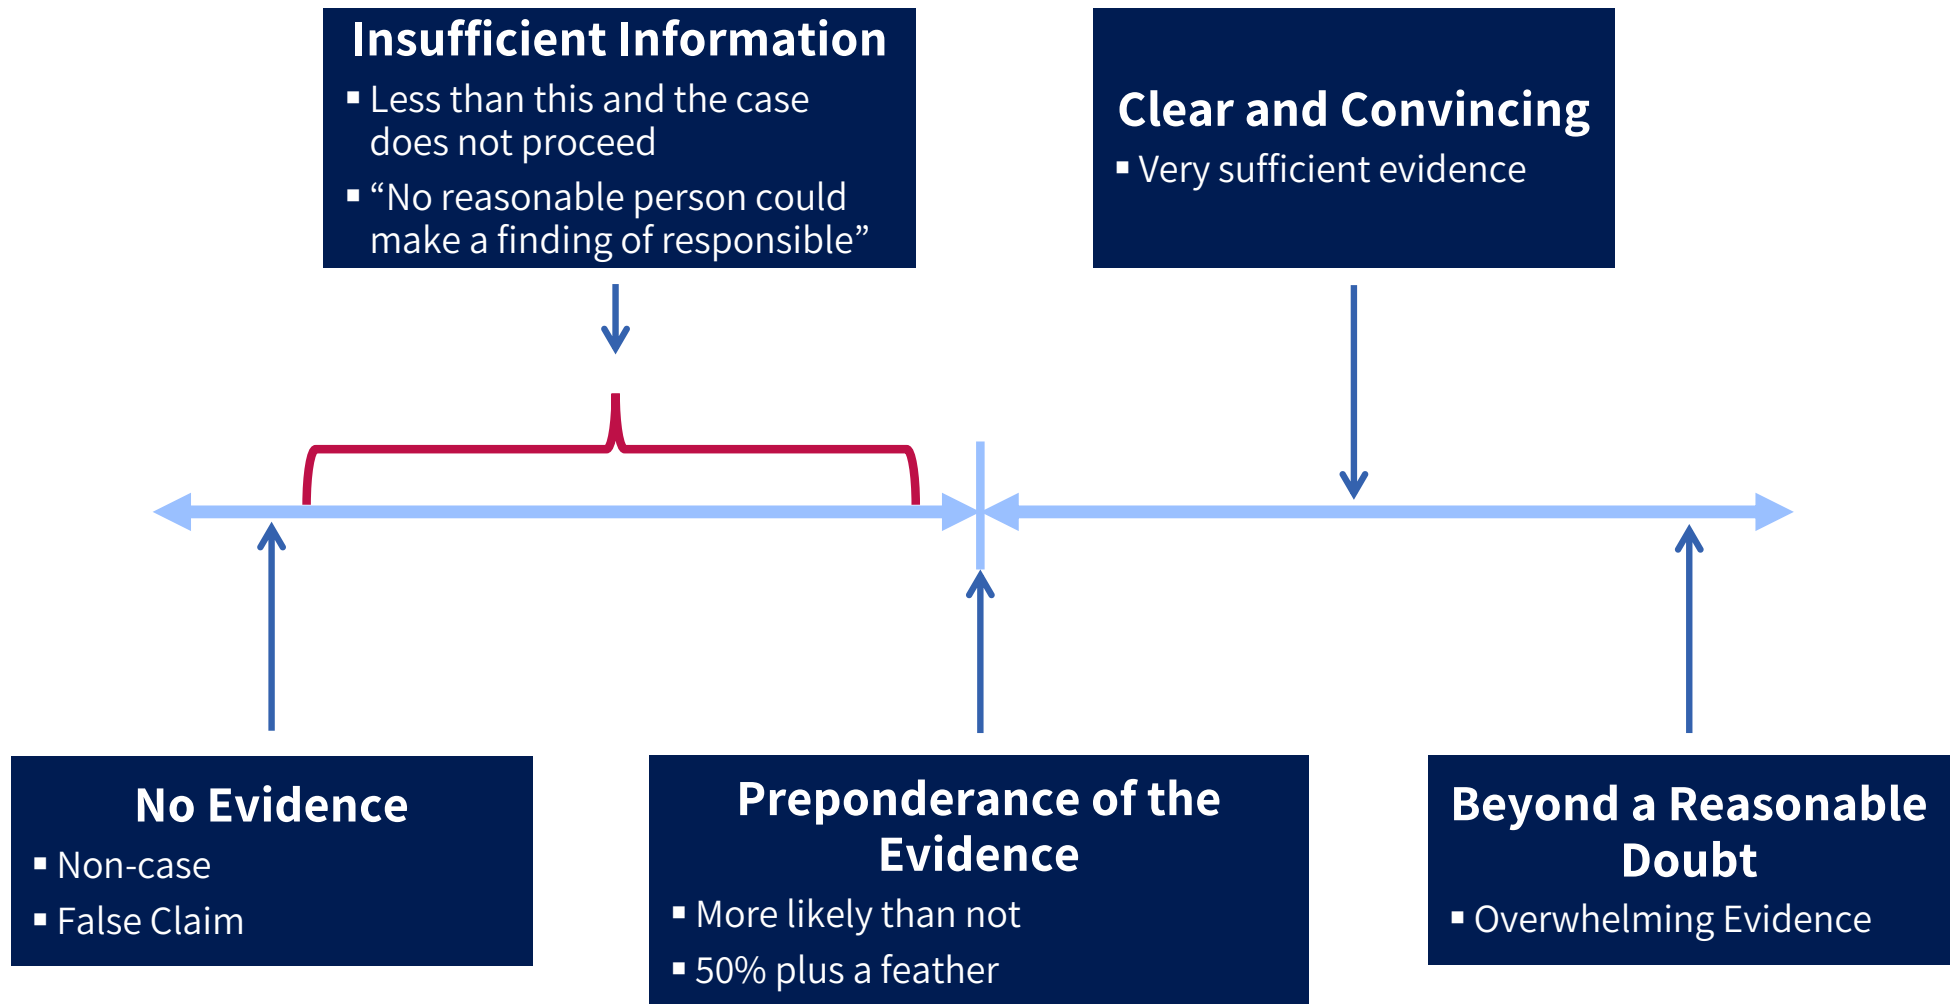 Insufficient Information
▪ Less than this and the case
does not proceed
▪ “No reasonable person could
make a finding of responsible”
Clear and Convincing
▪ Very sufficient evidence
No Evidence
▪ Non-case
▪ False Claim
Preponderance of the
Evidence
▪ More likely than not
▪ 50% plus a feather
Beyond a Reasonable
Doubt
▪ Overwhelming Evidence